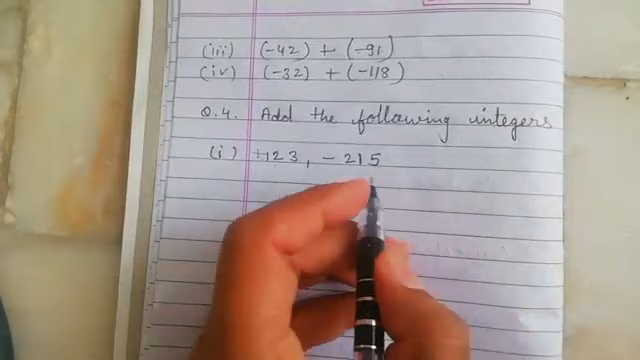 (iii) (-42) + (-91)
(iv) (-32) + (-118)
Q.4. Add the following integers
(i) +123, - 215